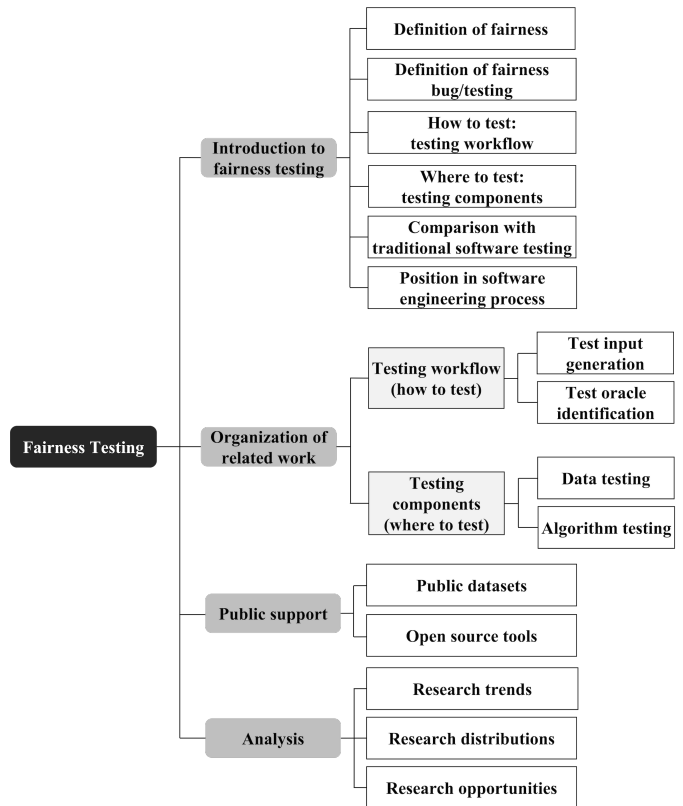 Fairness Testing
Introduction to
fairness testing
Definition of fairness
Definition of fairness
bug/testing
How to test:
testing workflow
Where to test:
testing components
Comparison with
traditional software testing
Position in software
engineering process
Organization of
related work
Testing workflow
(how to test)
Test input
generation
Test oracle
identification
Testing
components
(where to test)
Data testing
Algorithm testing
Public support
Public datasets
Open source tools
Analysis
Research trends
Research distributions
Research opportunities